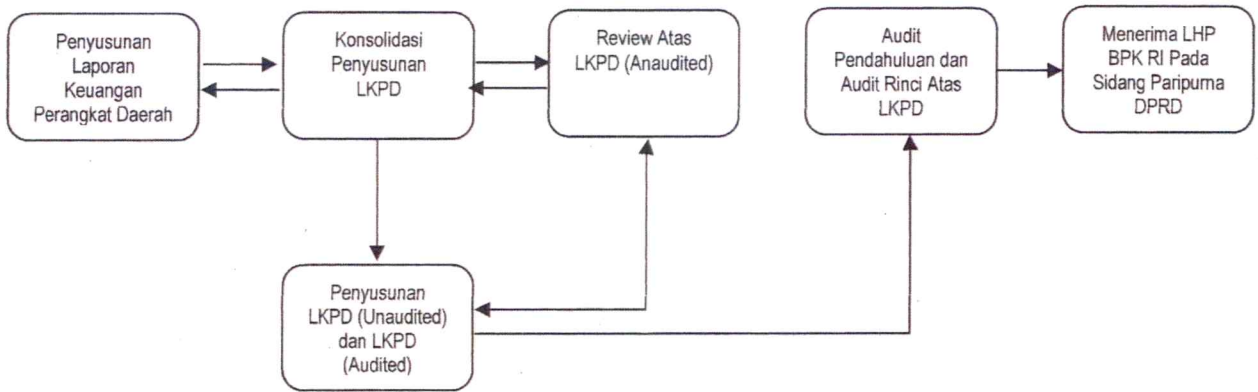 Penyusunan
Laporan
Keuangan
Perangkat Daerah
Konsolidasi
Penyusunan
LKPD
Review Atas
LKPD (Anaudited)
Audit
Pendahuluan dan
Audit Rinci Atas
LKPD
Menerima LHP
BPK RI Pada
Sidang Paripurna
DPRD
Penyusunan
LKPD (Unaudited)
dan LKPD
(Audited)